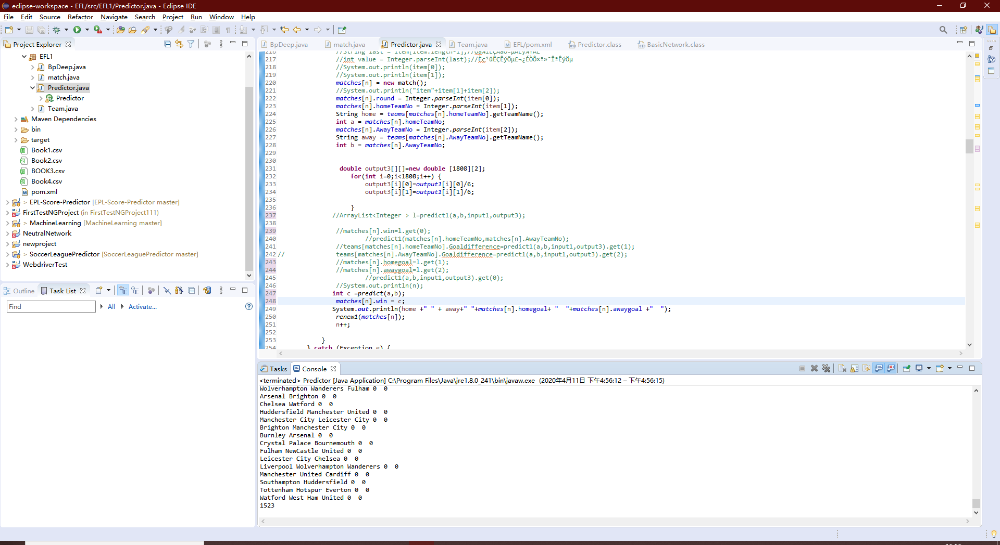 eclipse-workspace - EFL/src/EFL1/Predictor.java - Eclipse IDE
File Edit Source Refactor Navigate Search Project Run Window Help
Project Explorer
EFL1
BpDeep.java
match.java
Predictor.java
Predictor
Team.java
Maven Dependencies
bin
target
Book1.csv
Book2.csv
BOOK3.csv
Book4.csv
pom.xml
> EPL-Score-Predictor [EPL-Score-Predictor master]
FirstTestNGProject (in FirstTestNGProject111)
> MachineLearning [MachineLearning master]
NeutralNetwork
newproject
> SoccerLeaguePredictor [SoccerLeaguePredictor master]
WebdriverTest
Outline Task List
Find All Activate...
BpDeep.java match.java Predictor.java Team.java EFL/pom.xml Predictor.class BasicNetwork.class
217 //int value = Integer.parseInt(last);
218 //System.out.println(item[0]);
219 //System.out.println(item[1]);
220 matches[n] = new match();
221 //System.out.println("item"+item[1]+item[2]);
222 matches[n].round = Integer.parseInt(item[0]);
223 matches[n].homeTeamNo = Integer.parseInt(item[1]);
224 String home = teams[matches[n].homeTeamNo].getTeamName();
225 int a = matches[n].homeTeamNo;
226 matches[n].AwayTeamNo = Integer.parseInt(item[2]);
227 String away = teams[matches[n].AwayTeamNo].getTeamName();
228 int b = matches[n].AwayTeamNo;
229
230
231 double output3[][]=new double [1808][2];
232 for(int i=0;i<1808;i++) {
233 output3[i][0]=output1[i][0]/6;
234 output3[i][1]=output1[i][1]/6;
235
236 }
237 //ArrayList<Integer > l=predict1(a,b,input1,output3);
238
239 //matches[n].win=l.get(0);
240 //predict1(matches[n].homeTeamNo,matches[n].AwayTeamNo);
241 //teams[matches[n].homeTeamNo].Goaldifference=predict1(a,b,input1,output3).get(1);
242 // teams[matches[n].AwayTeamNo].Goaldifference=predict1(a,b,input1,output3).get(2);
243 //matches[n].homegoal=l.get(1);
244 //matches[n].awaygoal=l.get(2);
245 //predict1(a,b,input1,output3).get(0);
246 //System.out.println(n);
247 int c =predict(a,b);
248 matches[n].win = c;
249 System.out.println(home +" " + away+" "+matches[n].homegoal+ "  "+matches[n].awaygoal +"  ");
250 renew1(matches[n]);
251 n++;
252
253 }
254 } catch (Exception e) {
Tasks Console
<terminated> Predictor [Java Application] C:\Program Files\Java\jre1.8.0_241\bin\javaw.exe (2020年4月11日 下午4:56:12 – 下午4:56:15)
Wolverhampton Wanderers Fulham 0  0
Arsenal Brighton 0  0
Chelsea Watford 0  0
Huddersfield Manchester United 0  0
Manchester City Leicester City 0  0
Brighton Manchester City 0  0
Burnley Arsenal 0  0
Crystal Palace Bournemouth 0  0
Fulham NewCastle United 0  0
Leicester City Chelsea 0  0
Liverpool Wolverhampton Wanderers 0  0
Manchester United Cardiff 0  0
Southampton Huddersfield 0  0
Tottenham Hotspur Everton 0  0
Watford West Ham United 0  0
1523